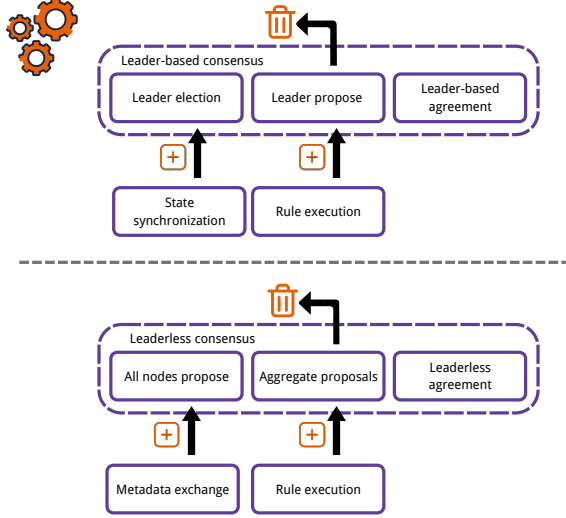 Leader-based consensus
Leader election
Leader propose
Leader-based
agreement
State
synchronization
Rule execution
Leaderless consensus
All nodes propose
Aggregate proposals
Leaderless
agreement
Metadata exchange
Rule execution